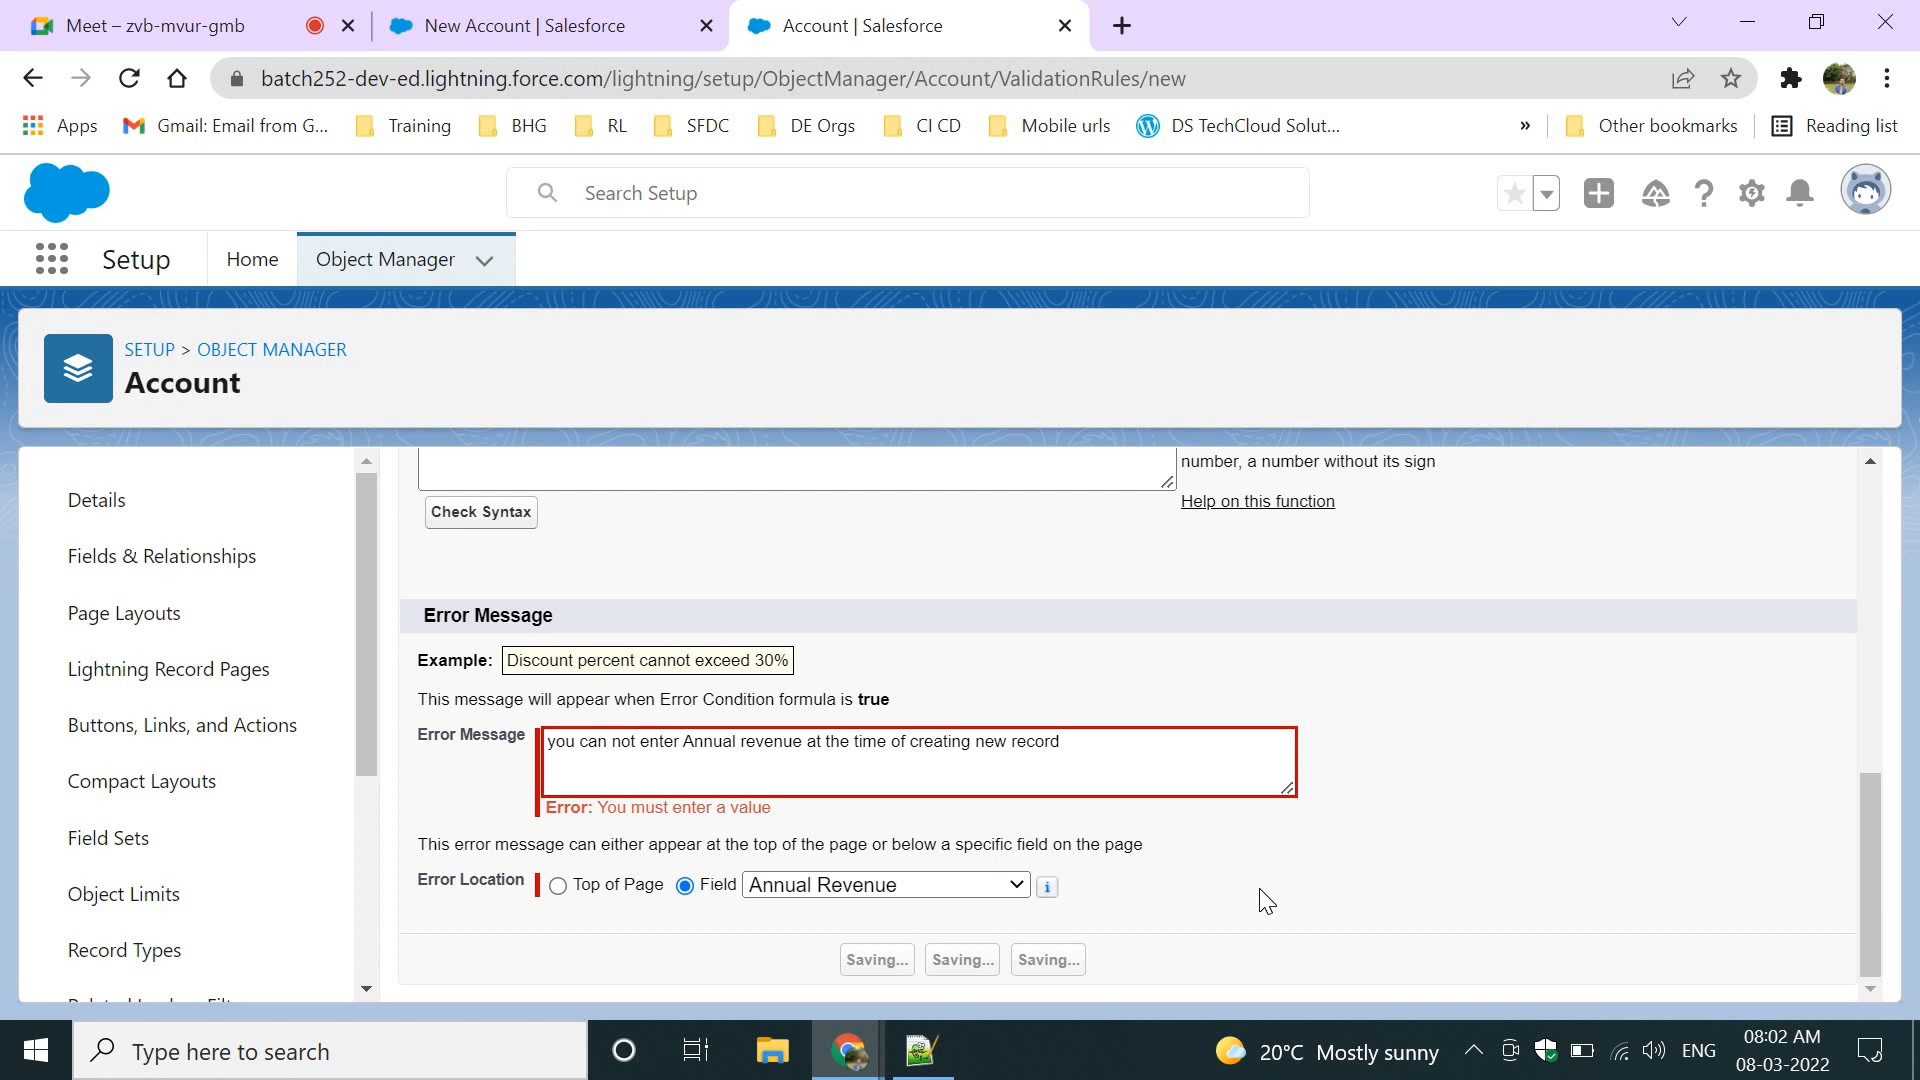 Meet – zvb-mvur-gmb
New Account | Salesforce
Account | Salesforce
batch252-dev-ed.lightning.force.com/lightning/setup/ObjectManager/Account/ValidationRules/new
Apps
Gmail: Email from G...
Training
BHG
RL
SFDC
DE Orgs
CI CD
Mobile urls
DS TechCloud Solut...
»
Other bookmarks
Reading list
Search Setup
Setup
Home
Object Manager
SETUP > OBJECT MANAGER
Account
Details
Fields & Relationships
Page Layouts
Lightning Record Pages
Buttons, Links, and Actions
Compact Layouts
Field Sets
Object Limits
Record Types
number, a number without its sign
Check Syntax
Help on this function
Error Message
Example: Discount percent cannot exceed 30%
This message will appear when Error Condition formula is true
Error Message
you can not enter Annual revenue at the time of creating new record
Error: You must enter a value
This error message can either appear at the top of the page or below a specific field on the page
Error Location
Top of Page
Field
Annual Revenue
Saving...
Saving...
Saving...
Type here to search
20°C Mostly sunny
ENG
08:02 AM
08-03-2022